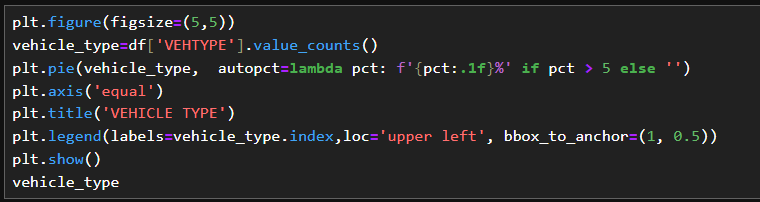 plt.figure(figsize=(5,5))
vehicle_type=df['VEHTYPE'].value_counts()
plt.pie(vehicle_type,  autopct=lambda pct: f'{pct:.1f}%' if pct > 5 else '')
plt.axis('equal')
plt.title('VEHICLE TYPE')
plt.legend(labels=vehicle_type.index,loc='upper left', bbox_to_anchor=(1, 0.5))
plt.show()
vehicle_type